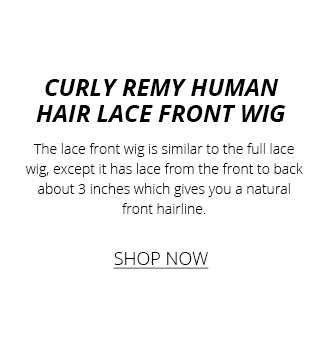 CURLY REMY HUMAN
HAIR LACE FRONT WIG
The lace front wig is similar to the full lace
wig, except it has lace from the front to back
about 3 inches which gives you a natural
front hairline.
SHOP NOW